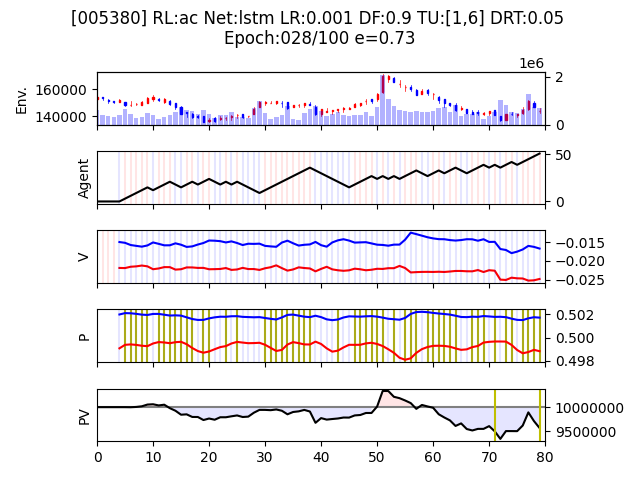 [005380] RL:ac Net:lstm LR:0.001 DF:0.9 TU:[1,6] DRT:0.05
Epoch:028/100 e=0.73
1e6
Env.
160000
140000
2
0
Agent
50
0
V
−0.015
−0.020
−0.025
P
0.502
0.500
0.498
PV
10000000
9500000
0 10 20 30 40 50 60 70 80